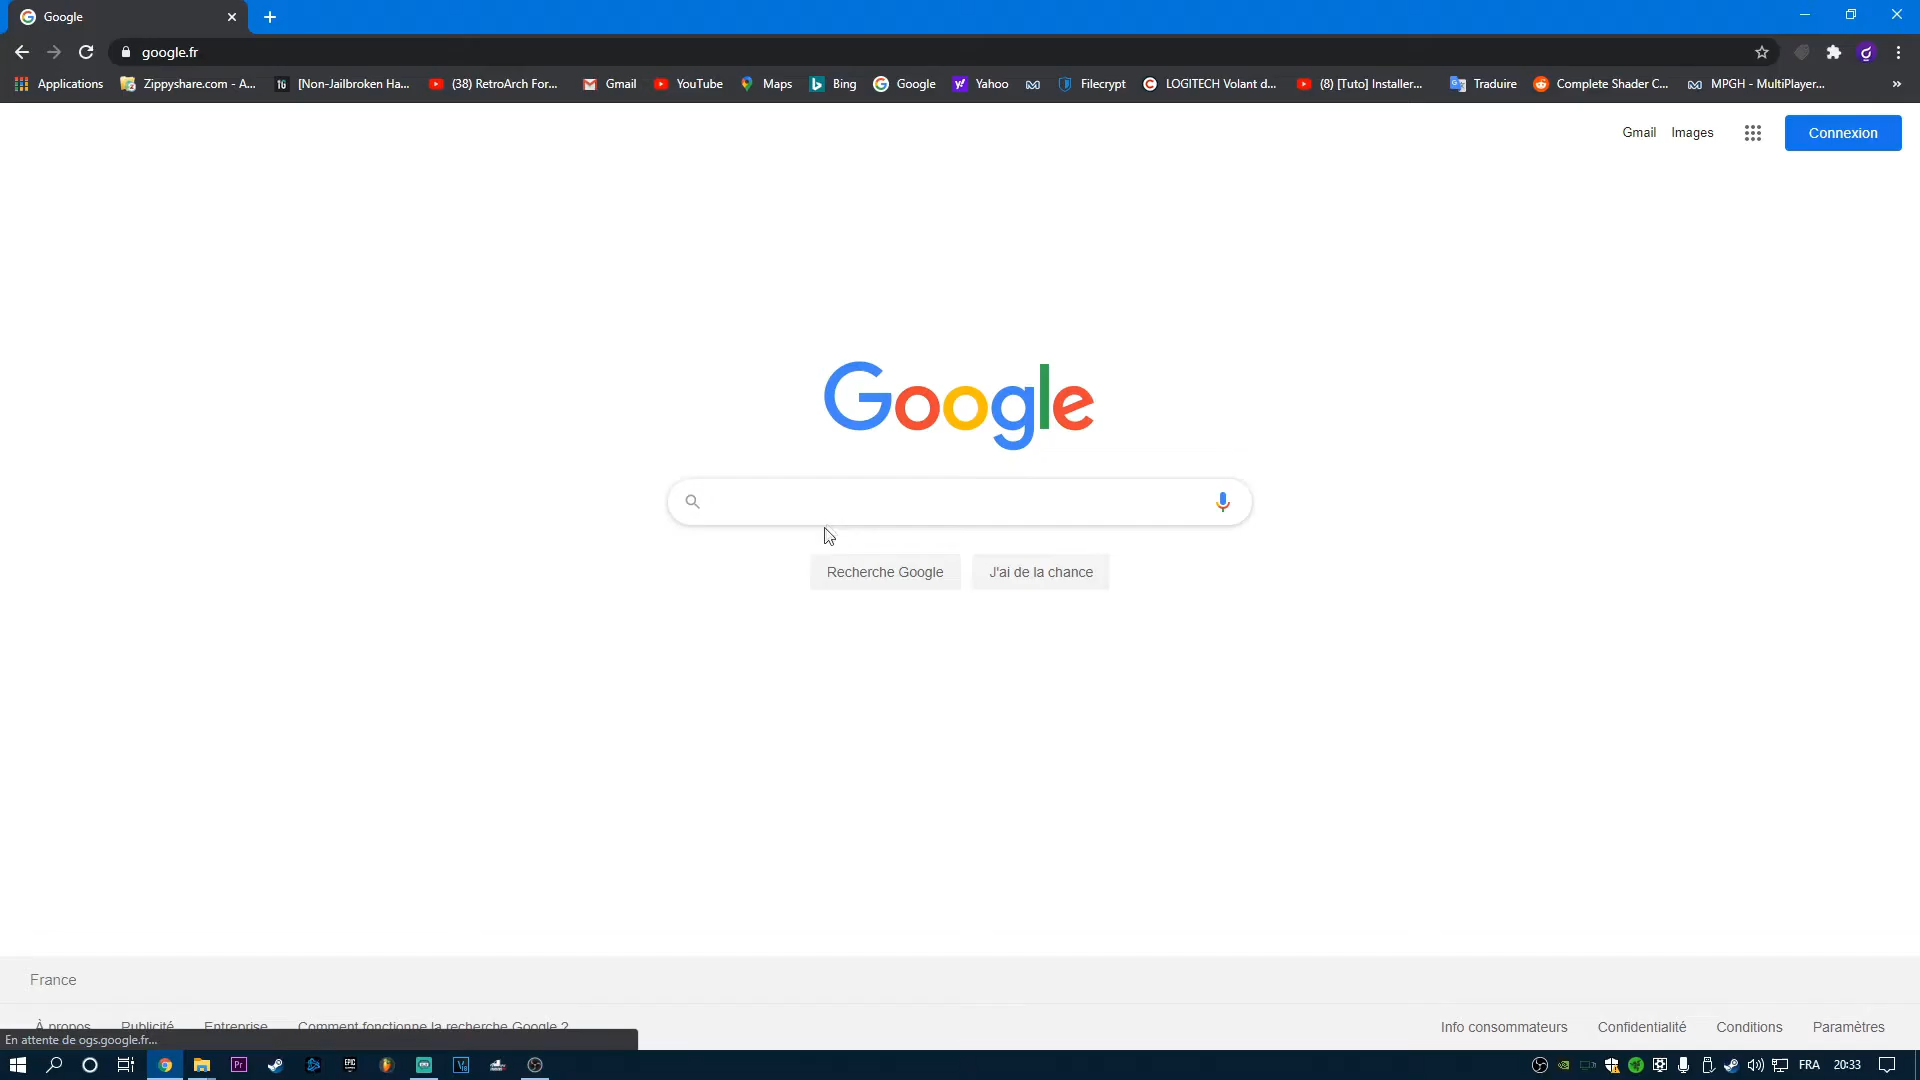 Google
google.fr
Applications Zippyshare.com - A... [Non-Jailbroken Ha... (38) RetroArch For... Gmail YouTube Maps Bing Google Yahoo Filecrypt LOGITECH Volant d... (8) [Tuto] Installer... Traduire Complete Shader C... MPGH - MultiPlayer... »
Gmail Images Connexion
Google
Recherche Google J'ai de la chance
France
À propos Publicité Entreprise Comment fonctionne la recherche Google ? Info consommateurs Confidentialité Conditions Paramètres
En attente de ogs.google.fr...
Pr EPIC FRA 20:33